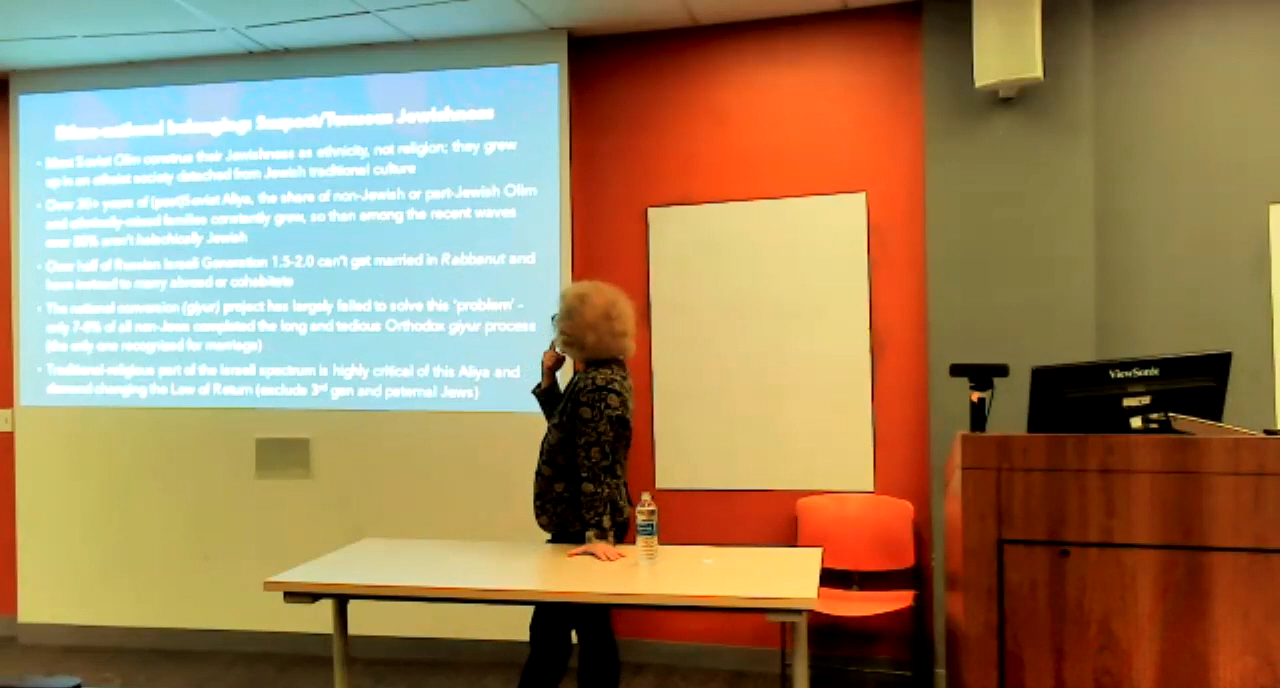 Ethno-national belonging: Suspect/Tenuous Jewishness
• Most Soviet Olim construe their Jewishness as ethnicity, not religion; they grew
up in an atheist society detached from Jewish traditional culture
• Over 30+ years of (post)Soviet Aliya, the share of non-Jewish or part-Jewish Olim
and ethnically-mixed families constantly grew, so than among the recent waves
over aren't halachically Jewish
• Over half of Russian Israeli Generation 1.5-2.0 can't get married in Rabbanut and
have instead to marry abroad or cohabitate
• The national conversion (giyur) project has largely failed to solve this 'problem' -
only of all non-Jews completed the long and tedious Orthodox giyur process
(the only one recognized for marriage)
• Traditional-religious part of the Israeli spectrum is highly critical of this Aliya and
demand changing the Law of Return (exclude 3rd gen and paternal Jews)
ViewSonic